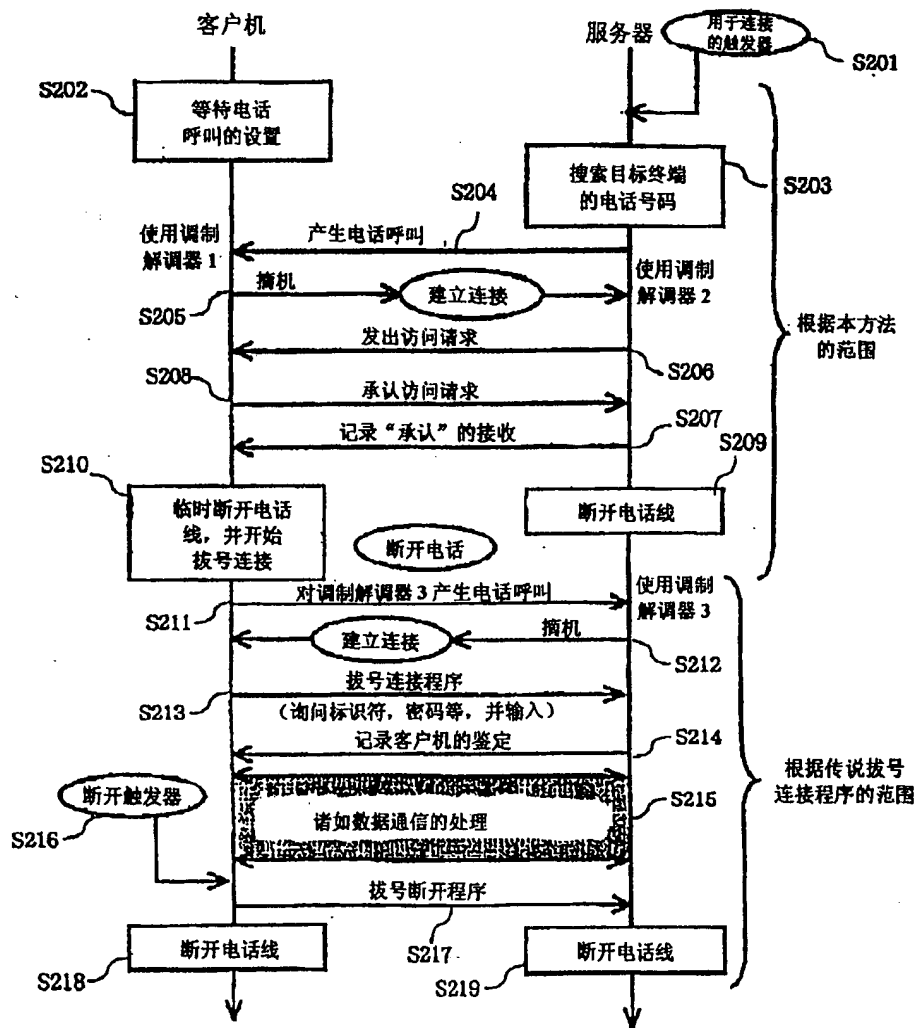 客户机
服务器
用于连接
的触发器
S201
S202
等待电话
呼叫的设置
搜索目标终端
的电话号码
S203
S204
使用调制
解调器1
产生电话呼叫
摘机
建立连接
使用调制
解调器2
S205
发出访问请求
S206
S208
承认访问请求
S207
记录“承认”的接收
根据本方法
的范围
S209
S210
临时断开电话
线，并开始
拔号连接
断开电话线
断开电话
对调制解调器3产生电话呼叫
使用调制
解调器3
S211
建立连接
摘机
S212
拔号连接程序
S213
（询问标识符，密码等，并输入）
S214
记录客户机的鉴定
断开触发器
S215
诸如数据通信的处理
根据传说拔号
连接程序的范围
S216
拔号断开程序
S217
断开电话线
断开电话线
S218
S219